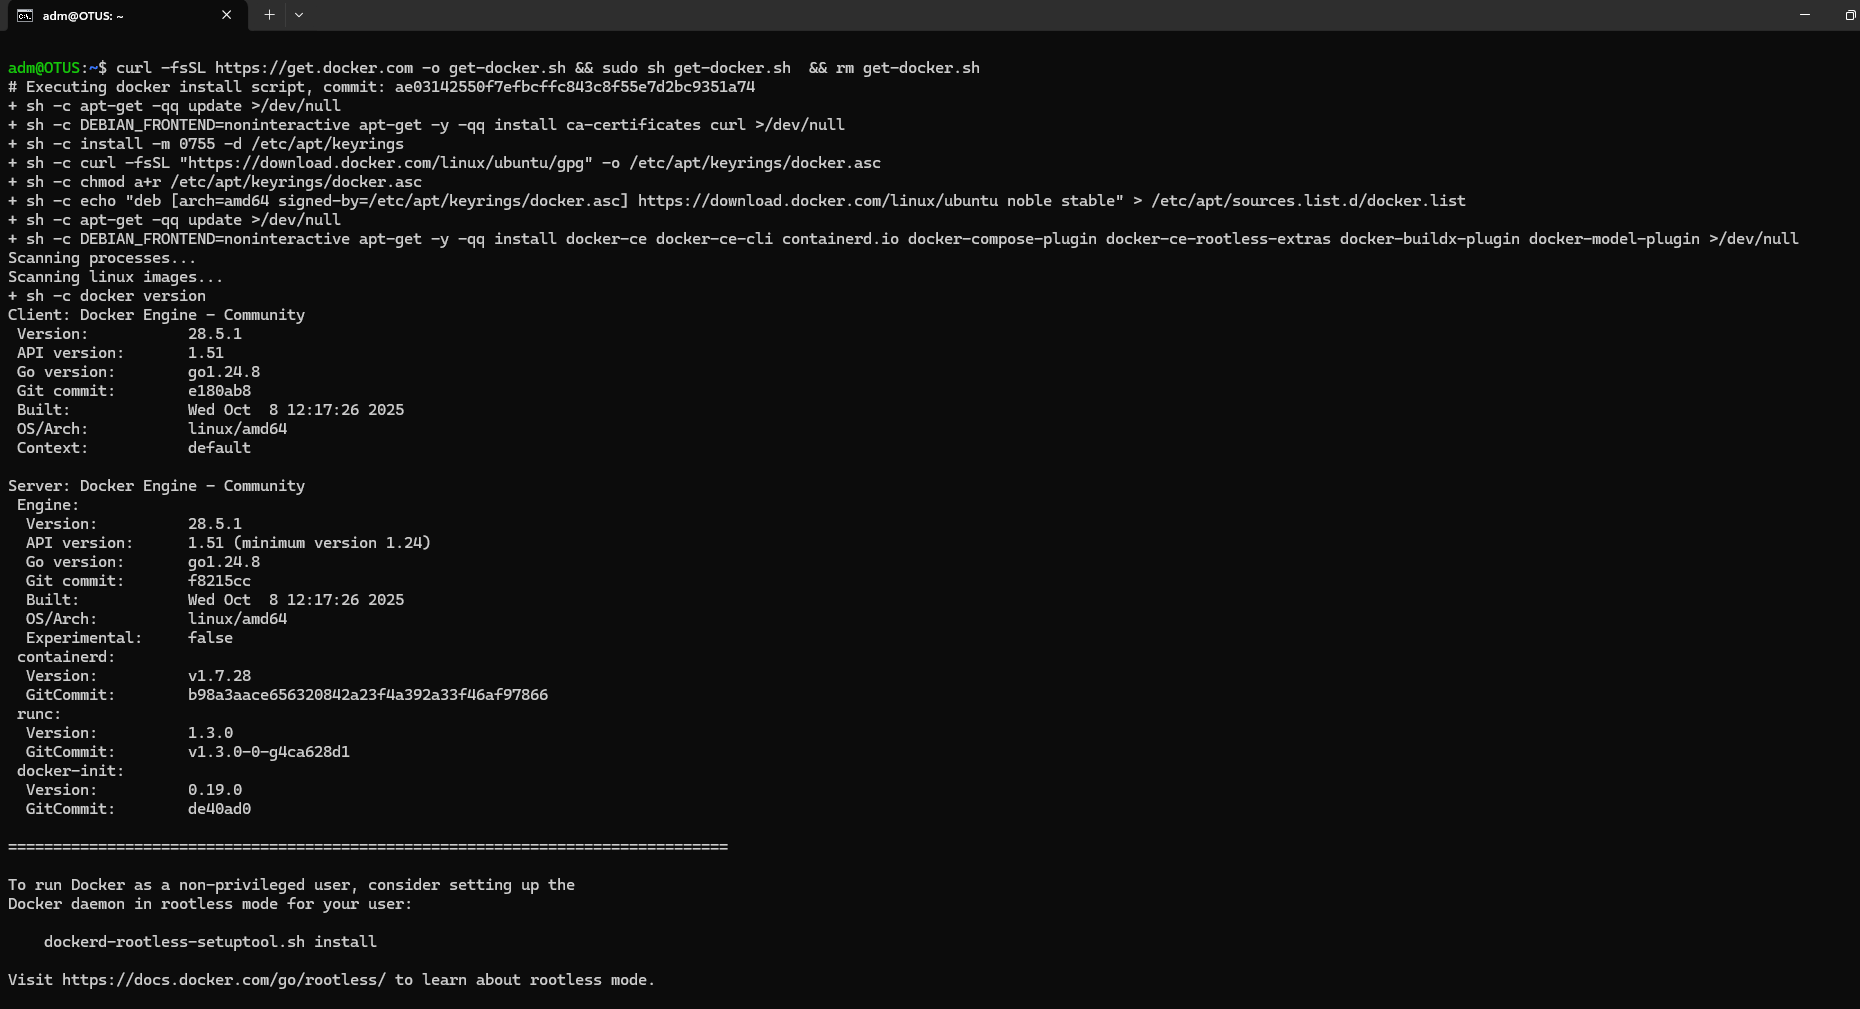 adm@OTUS: ~
adm@OTUS:~$ curl -fsSL https://get.docker.com -o get-docker.sh && sudo sh get-docker.sh  && rm get-docker.sh
# Executing docker install script, commit: ae03142550f7efbcffc843c8f55e7d2bc9351a74
+ sh -c apt-get -qq update >/dev/null
+ sh -c DEBIAN_FRONTEND=noninteractive apt-get -y -qq install ca-certificates curl >/dev/null
+ sh -c install -m 0755 -d /etc/apt/keyrings
+ sh -c curl -fsSL "https://download.docker.com/linux/ubuntu/gpg" -o /etc/apt/keyrings/docker.asc
+ sh -c chmod a+r /etc/apt/keyrings/docker.asc
+ sh -c echo "deb [arch=amd64 signed-by=/etc/apt/keyrings/docker.asc] https://download.docker.com/linux/ubuntu noble stable" > /etc/apt/sources.list.d/docker.list
+ sh -c apt-get -qq update >/dev/null
+ sh -c DEBIAN_FRONTEND=noninteractive apt-get -y -qq install docker-ce docker-ce-cli containerd.io docker-compose-plugin docker-ce-rootless-extras docker-buildx-plugin docker-model-plugin >/dev/null
Scanning processes...
Scanning linux images...
+ sh -c docker version
Client: Docker Engine - Community
 Version:           28.5.1
 API version:       1.51
 Go version:        go1.24.8
 Git commit:        e180ab8
 Built:             Wed Oct  8 12:17:26 2025
 OS/Arch:           linux/amd64
 Context:           default

Server: Docker Engine - Community
 Engine:
  Version:          28.5.1
  API version:      1.51 (minimum version 1.24)
  Go version:       go1.24.8
  Git commit:       f8215cc
  Built:            Wed Oct  8 12:17:26 2025
  OS/Arch:          linux/amd64
  Experimental:     false
 containerd:
  Version:          v1.7.28
  GitCommit:        b98a3aace656320842a23f4a392a33f46af97866
 runc:
  Version:          1.3.0
  GitCommit:        v1.3.0-0-g4ca628d1
 docker-init:
  Version:          0.19.0
  GitCommit:        de40ad0

================================================================================

To run Docker as a non-privileged user, consider setting up the
Docker daemon in rootless mode for your user:

    dockerd-rootless-setuptool.sh install

Visit https://docs.docker.com/go/rootless/ to learn about rootless mode.